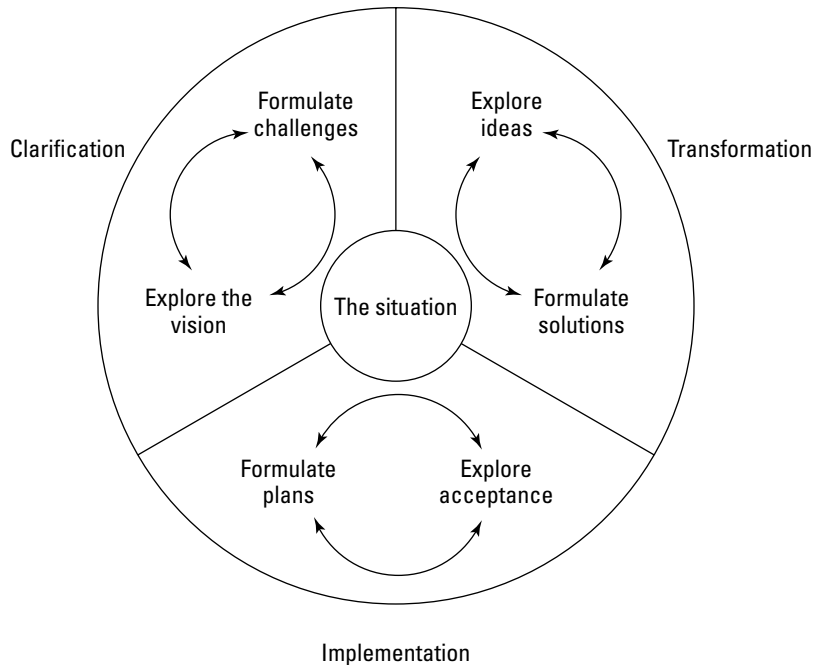 Formulate
challenges
Explore
ideas
Clarification
Transformation
Explore the
vision
The situation
Formulate
solutions
Formulate
plans
Explore
acceptance
Implementation